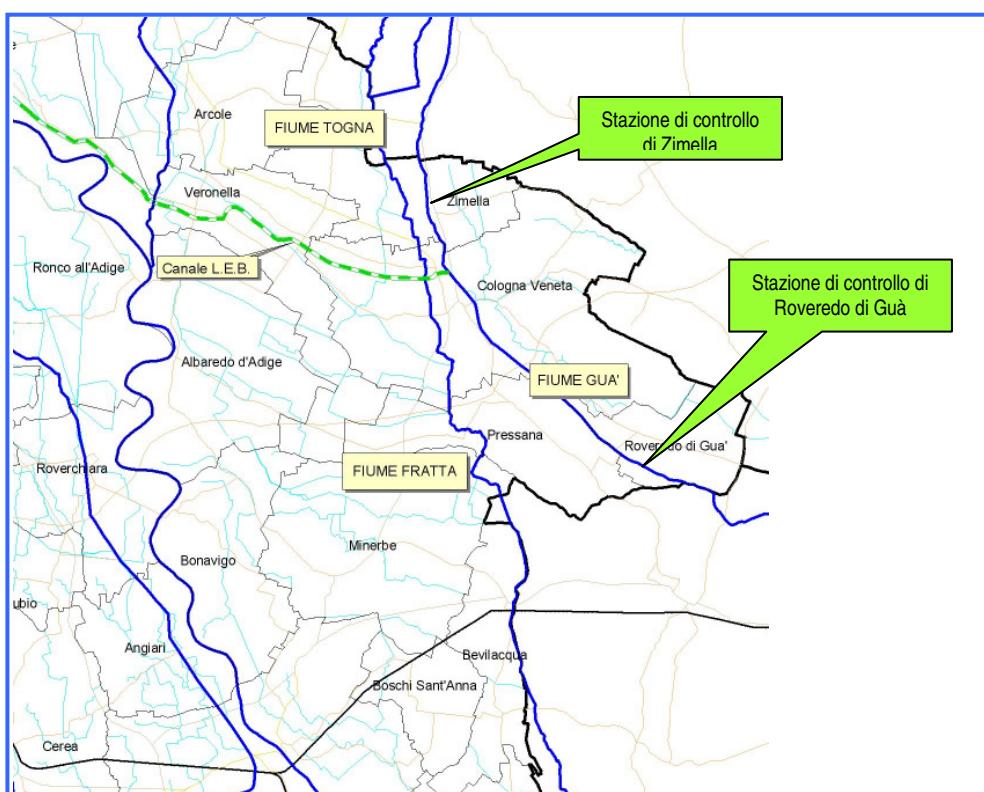 Arcole
FIUME TOGNA
Stazione di controllo
di Zimella
Veronella
Zimella
Ronco all'Adige
Canale L.E.B.
Cologna Veneta
Stazione di controllo di
Roveredo di Guà
Albaredo d'Adige
FIUME GUA'
Pressana
Roveredo di Gua'
Roverchiara
FIUME FRATTA
Minerbe
Bonavigo
ubio
Angiari
Bevilacqua
Boschi Sant'Anna
Cerea